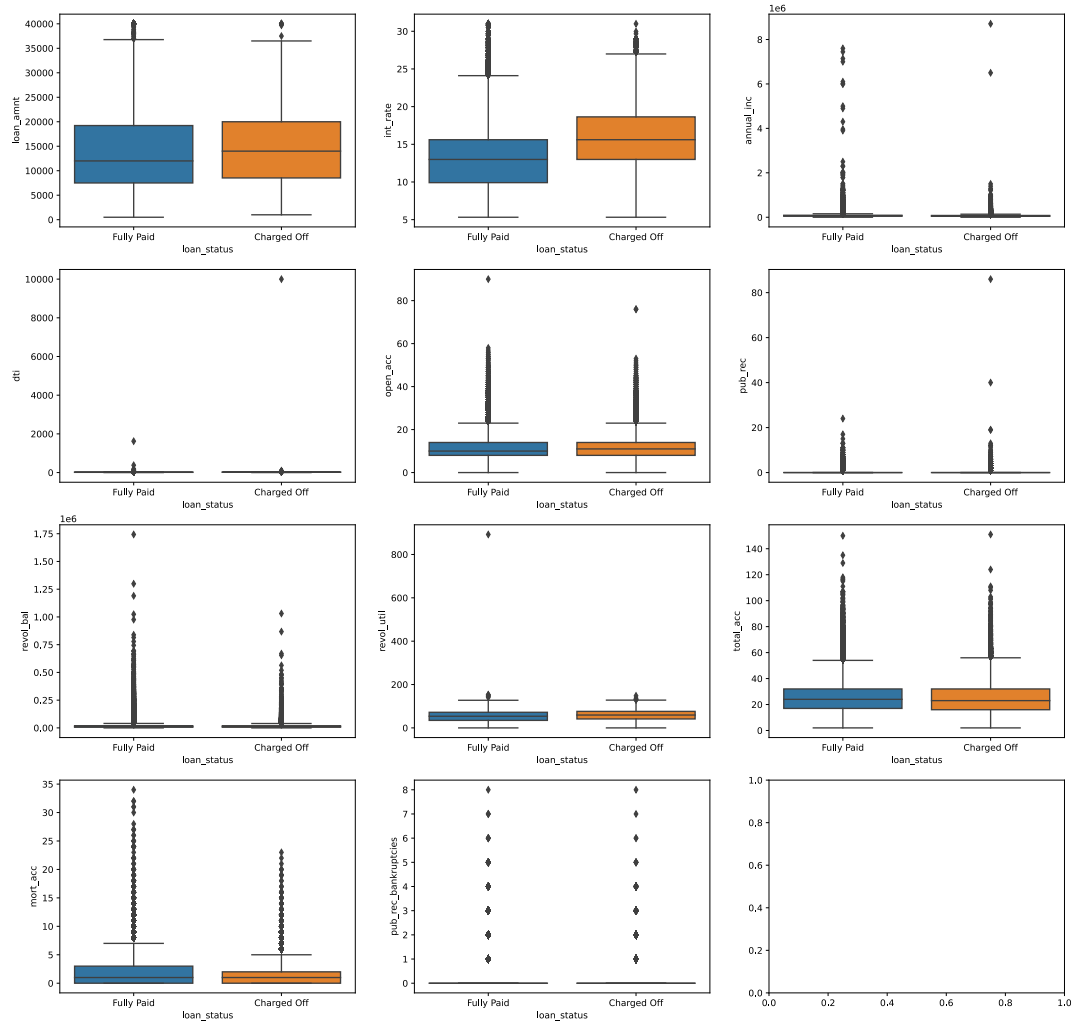 40000
35000
30000
25000
20000
15000
10000
5000
0
loan_amnt
Fully Paid Charged Off
loan_status
30
25
20
15
10
5
int_rate
Fully Paid Charged Off
loan_status
1e6
8
6
4
2
0
annual_inc
Fully Paid Charged Off
loan_status
10000
8000
6000
4000
2000
0
dti
Fully Paid Charged Off
loan_status
80
60
40
20
0
open_acc
Fully Paid Charged Off
loan_status
80
60
40
20
0
pub_rec
Fully Paid Charged Off
loan_status
1e6
1.75
1.50
1.25
1.00
0.75
0.50
0.25
0.00
revol_bal
Fully Paid Charged Off
loan_status
800
600
400
200
0
revol_util
Fully Paid Charged Off
loan_status
140
120
100
80
60
40
20
0
total_acc
Fully Paid Charged Off
loan_status
35
30
25
20
15
10
5
0
mort_acc
Fully Paid Charged Off
loan_status
8
7
6
5
4
3
2
1
0
pub_rec_bankruptcies
Fully Paid Charged Off
loan_status
1.0
0.8
0.6
0.4
0.2
0.0
0.0 0.2 0.4 0.6 0.8 1.0